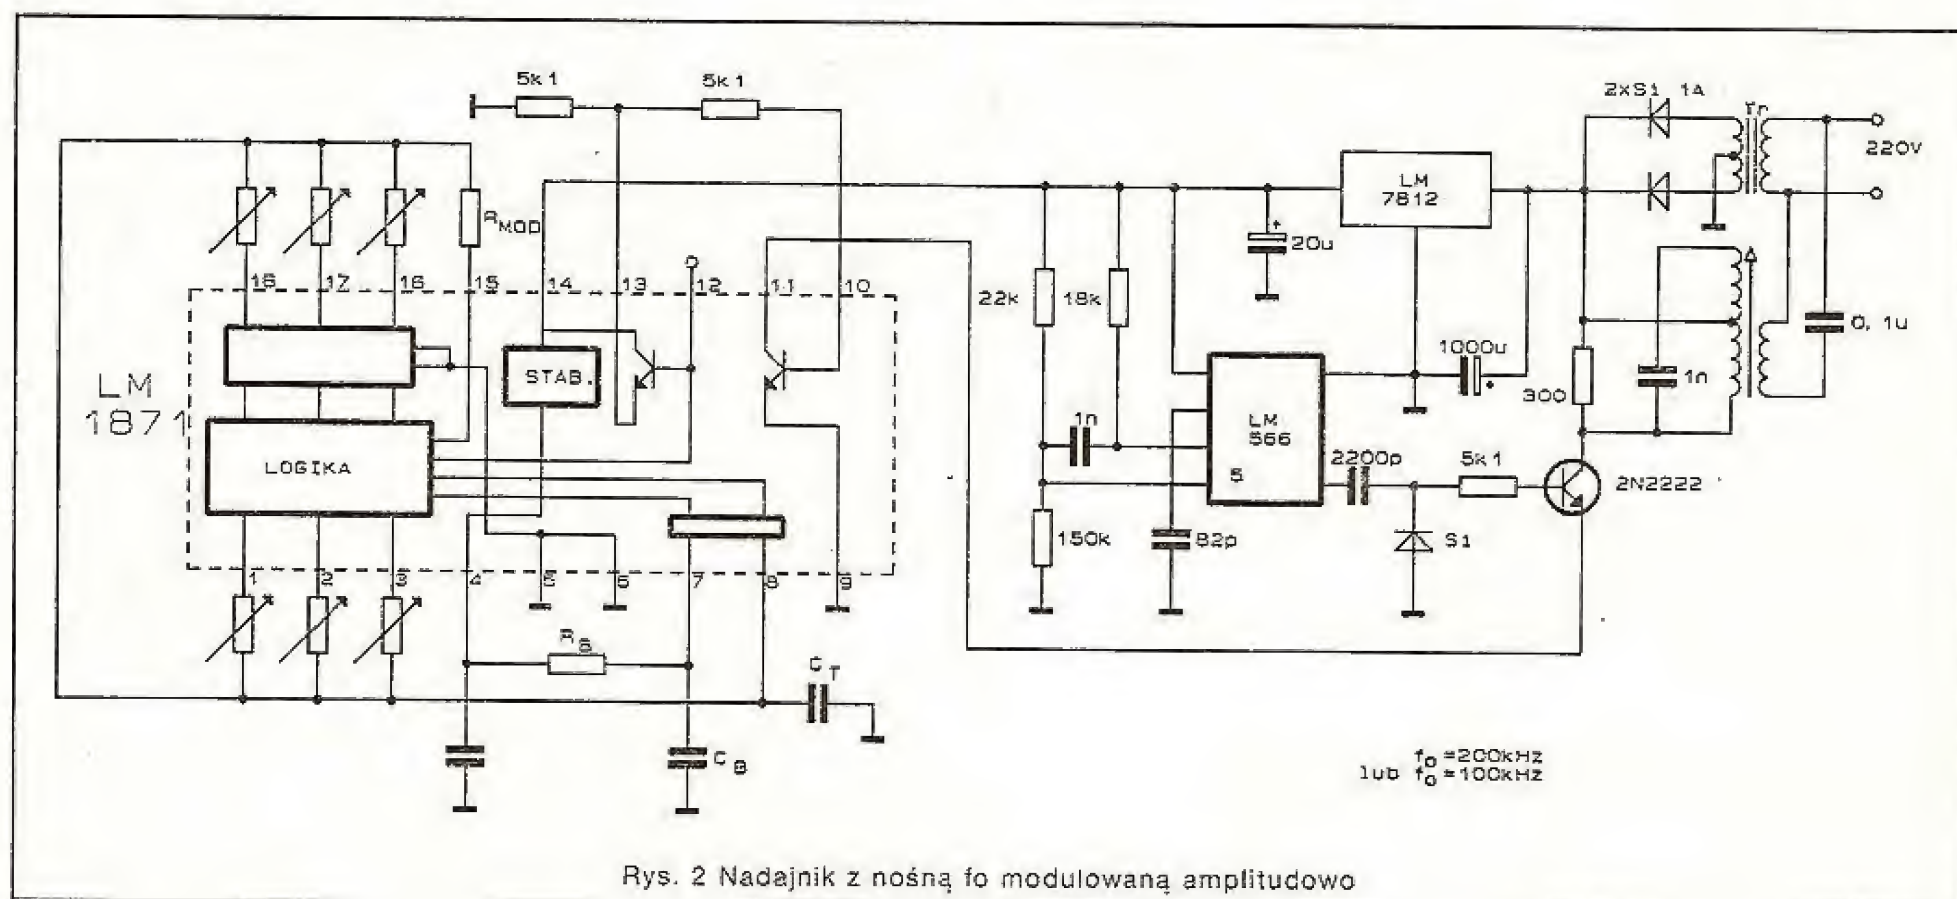 5k1 5k1
2xSi 1A
Tr
220V
LM
7812
RMOD
20u
18 17 16 15 14 13 12 11 10
22k 18k
0,1u
1000u
LM
1871
STAB.
300
1n
1n
LM
566
LOGIKA
2200p
5k1
5
2N2222
150k
82p
Si
1 2 3 4 5 6 7 8 9
RB
CT
CB
fo=200kHz
lub fo=100kHz
Rys. 2 Nadajnik z nośną fo modulowaną amplitudowo